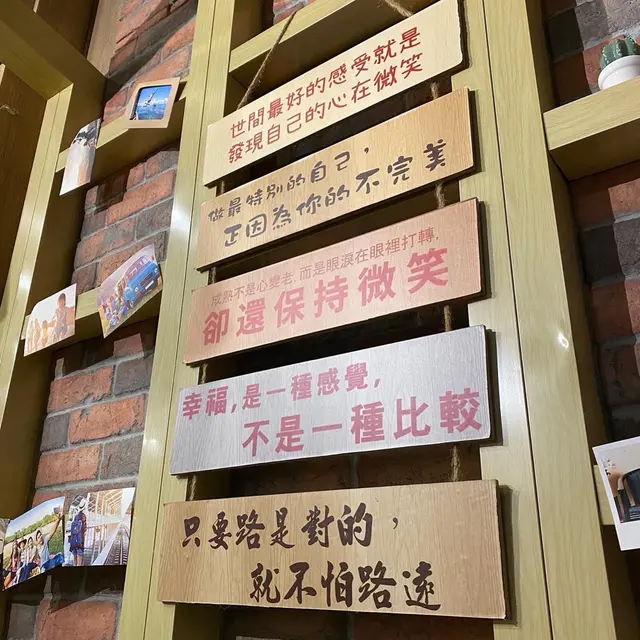 世間最好的感受就是
發現自己的心在微笑
做最特別的自己，
正因為你的不完美
成熟不是心變老，而是眼淚在眼裡打轉，
卻還保持微笑
幸福，是一種感覺，
不是一種比較
只要路是對的，
就不怕路遠